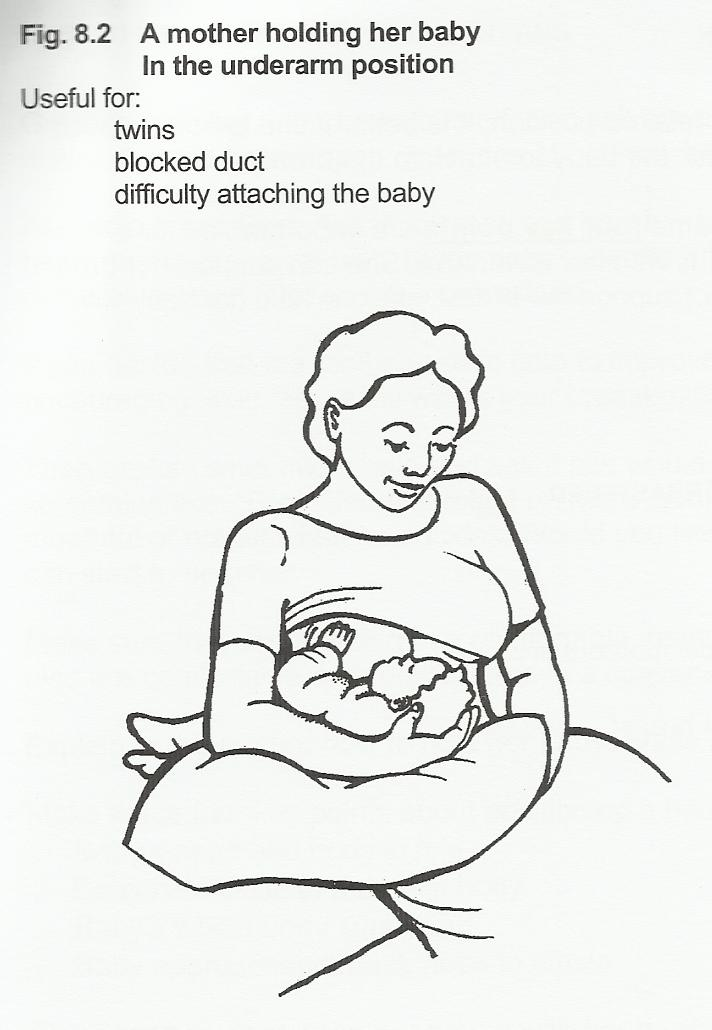 Fig. 8.2 A mother holding her baby
In the underarm position
Useful for:
twins
blocked duct
difficulty attaching the baby